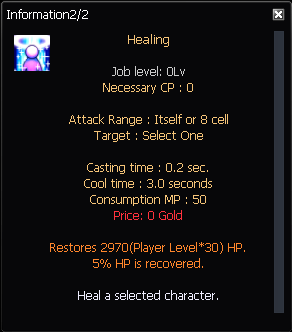 Information2/2
Healing
Job level: 0Lv
Necessary CP : 0
Attack Range : Itself or 8 cell
Target : Select One
Casting time : 0.2 sec.
Cool time : 3.0 seconds
Consumption MP : 50
Price: 0 Gold
Restores 2970(Player Level*30) HP.
5% HP is recovered.
Heal a selected character.